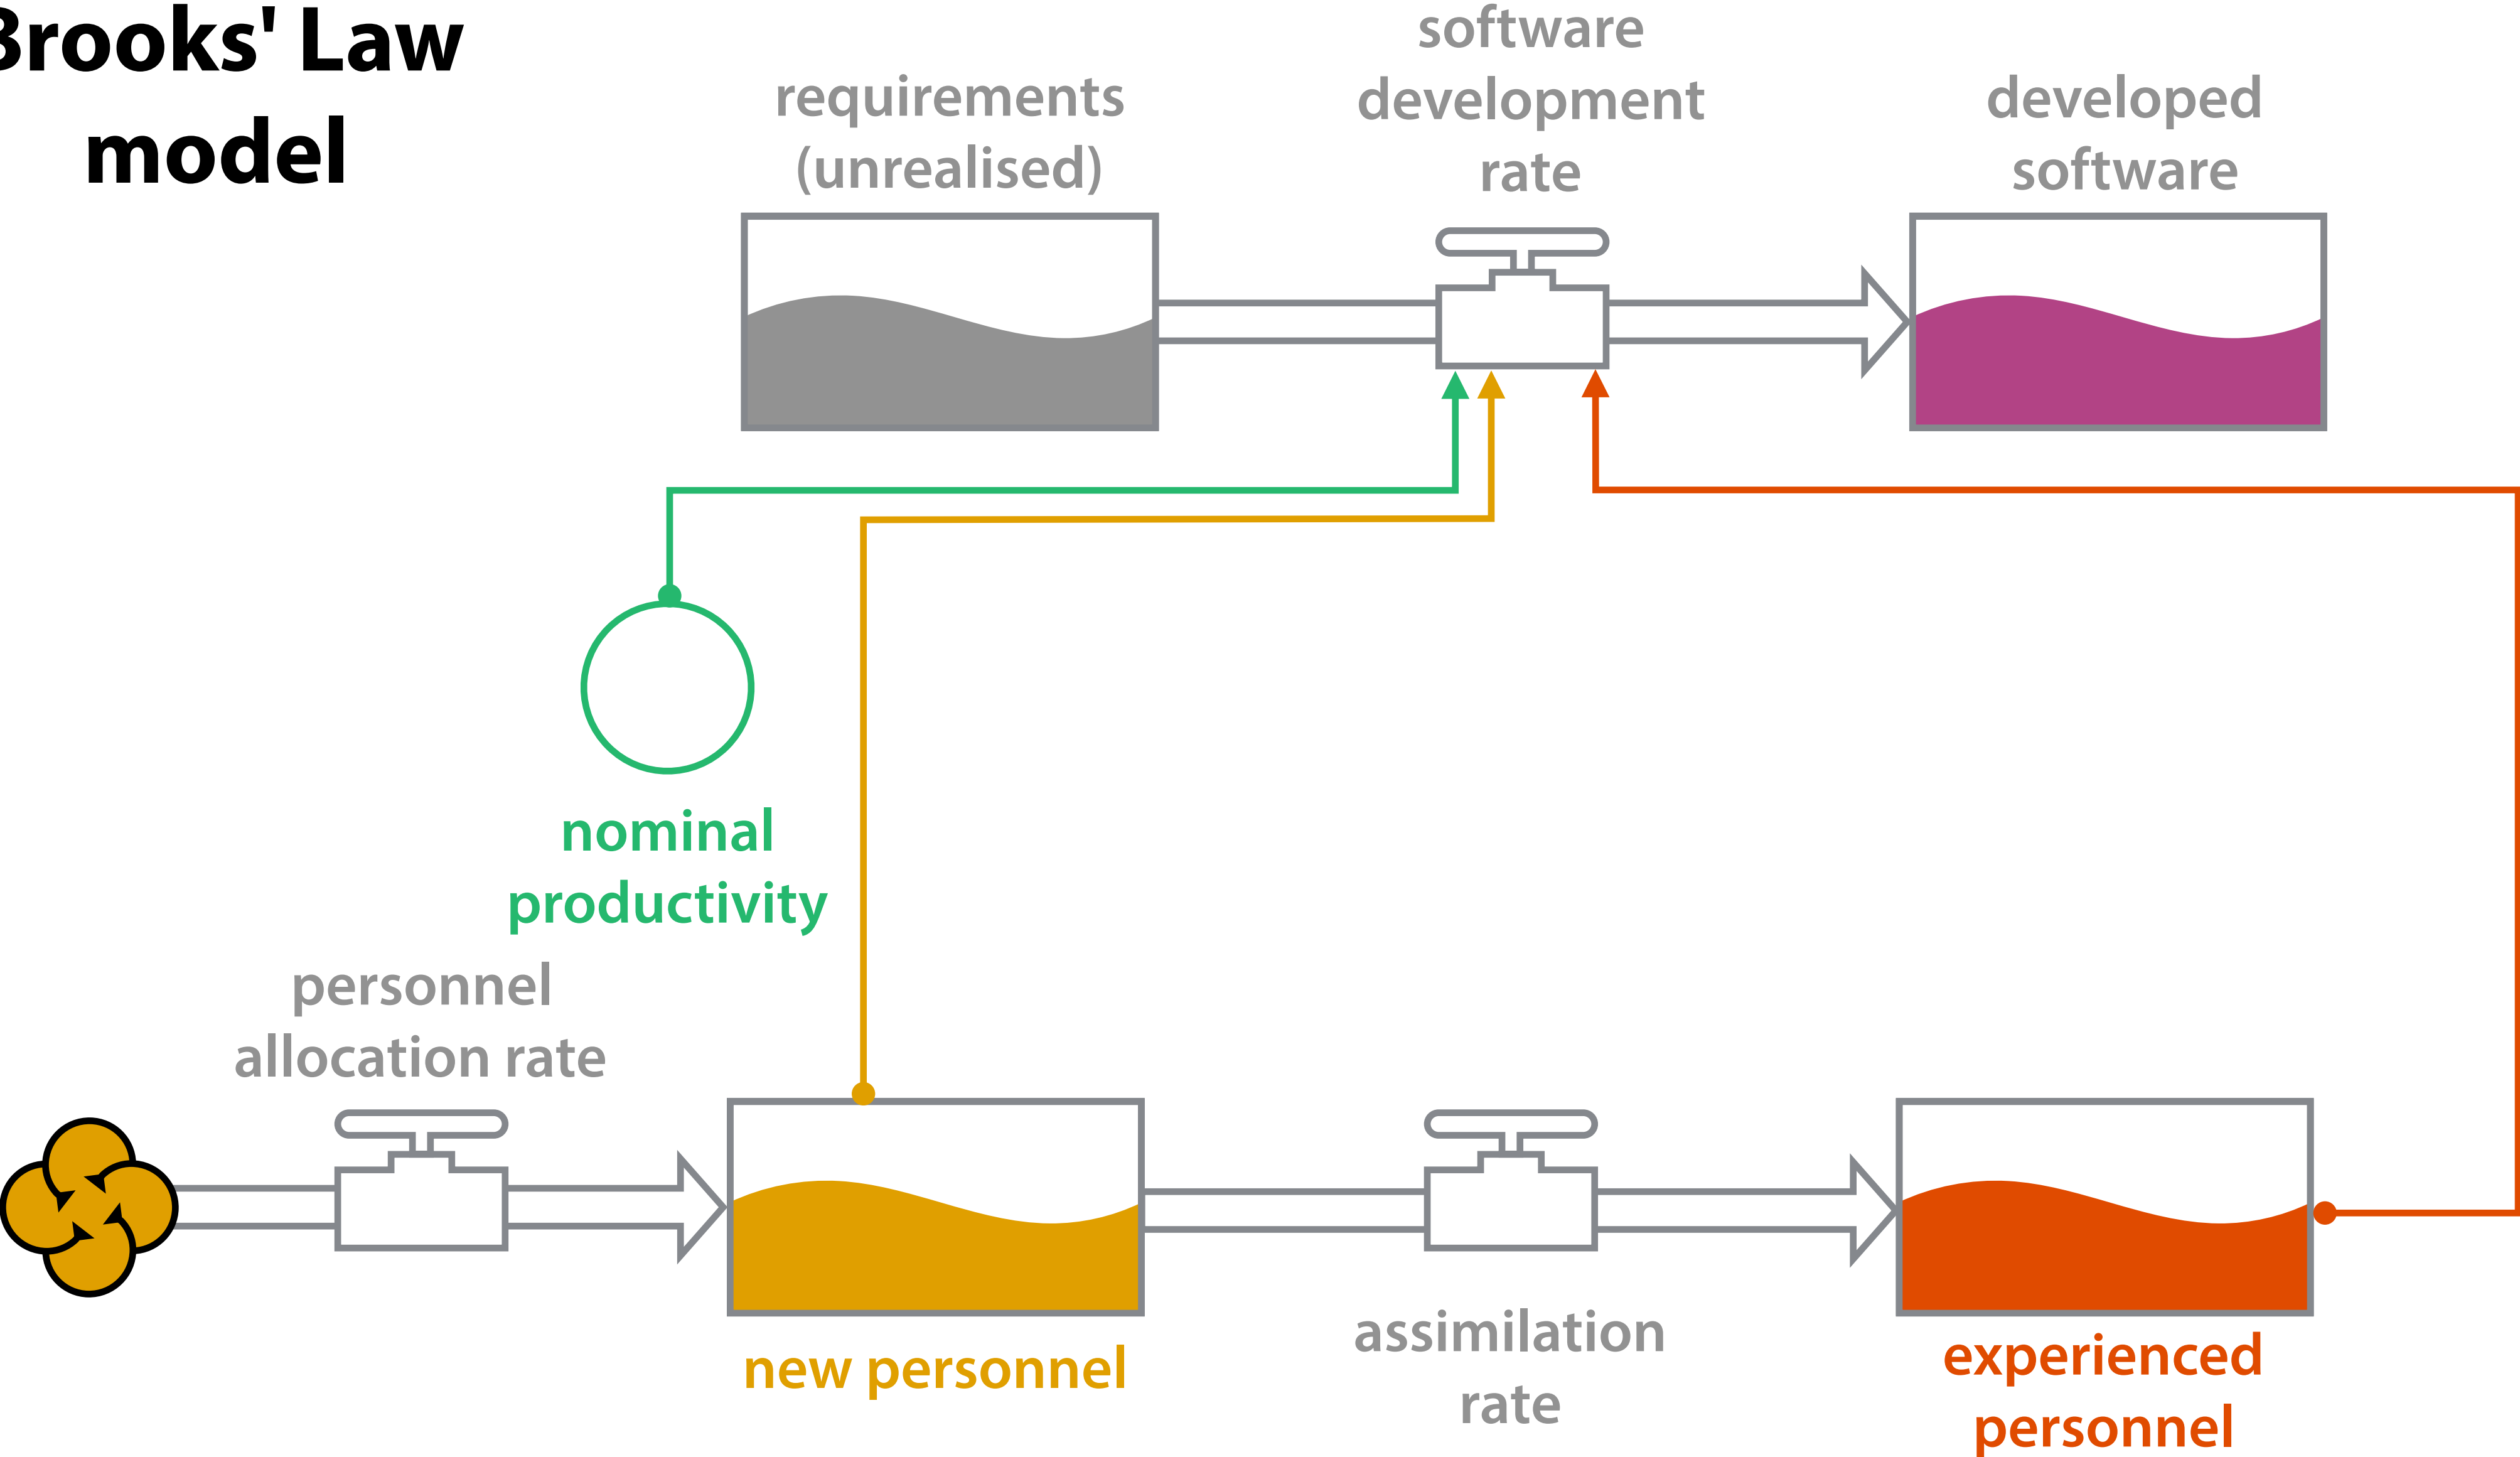 Brooks' Law
model
requirements
(unrealised)
software
development
rate
developed
software
nominal
productivity
personnel
allocation rate
new personnel
assimilation
rate
experienced
personnel